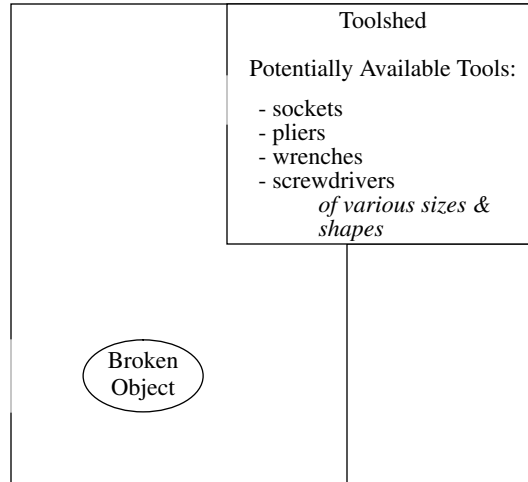 Toolshed
Potentially Available Tools:
- sockets
- pliers
- wrenches
- screwdrivers
of various sizes &
shapes
Broken
Object